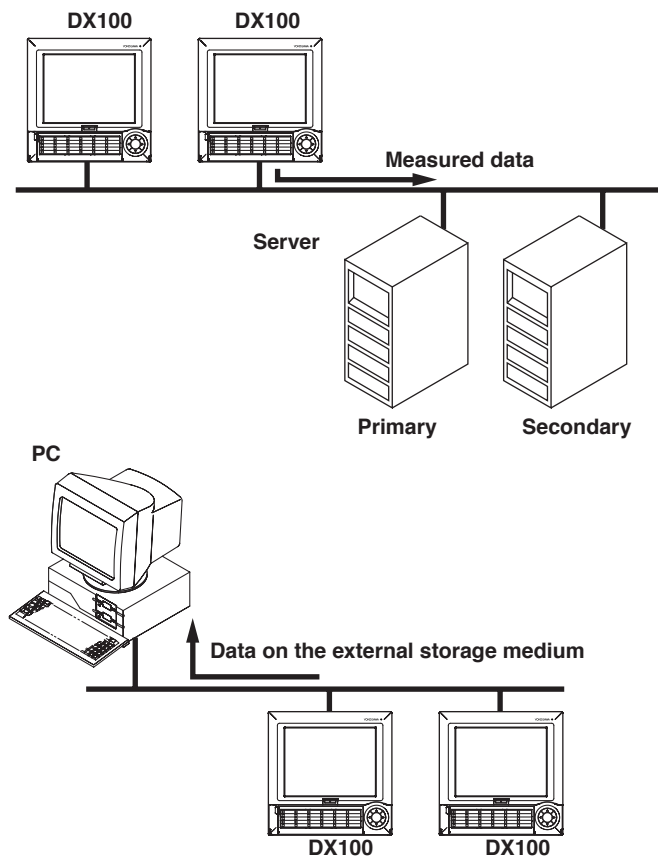 DX100 DX100
Measured data
Server
Primary Secondary
PC
Data on the external storage medium
DX100 DX100